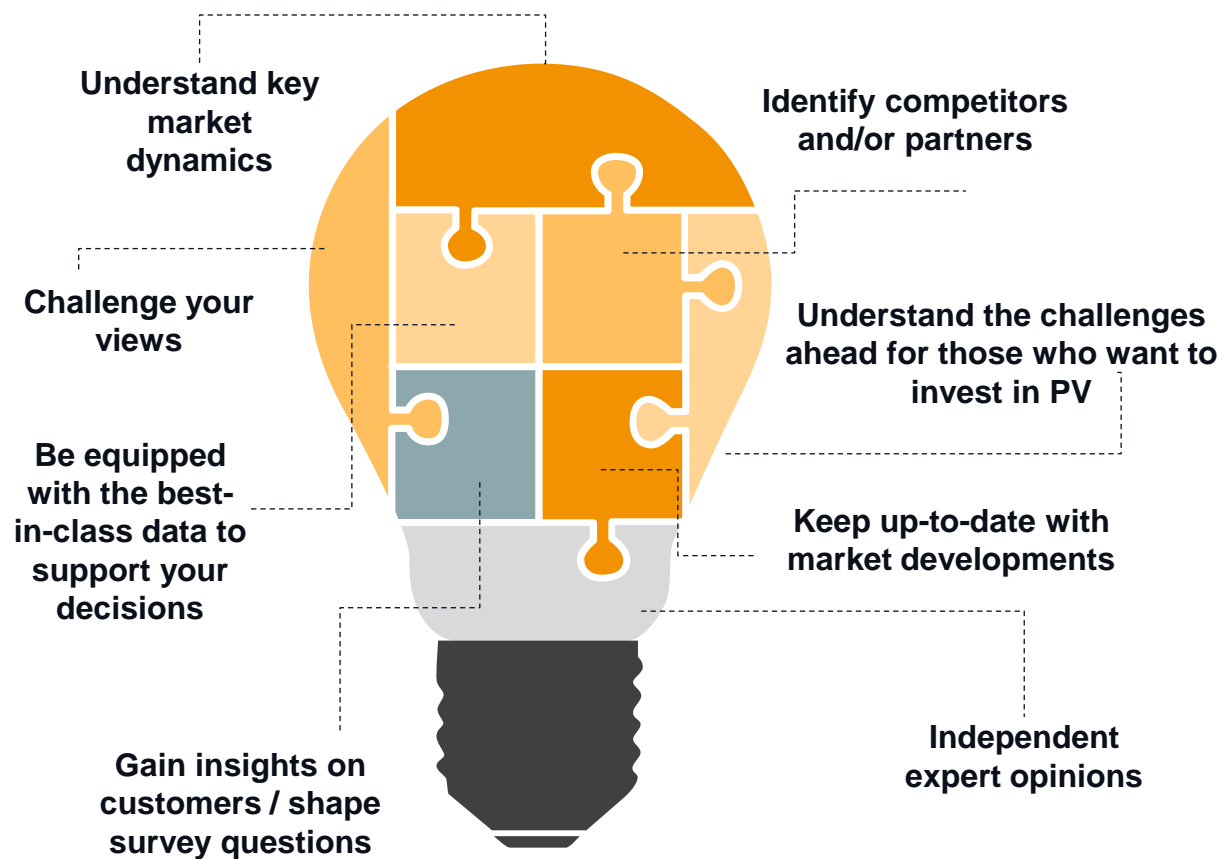 Understand key
market
dynamics
Identify competitors
and/or partners
Challenge your
views
Understand the challenges
ahead for those who want to
invest in PV
Be equipped
with the best-
in-class data to
support your
decisions
Keep up-to-date with
market developments
Gain insights on
customers / shape
survey questions
Independent
expert opinions